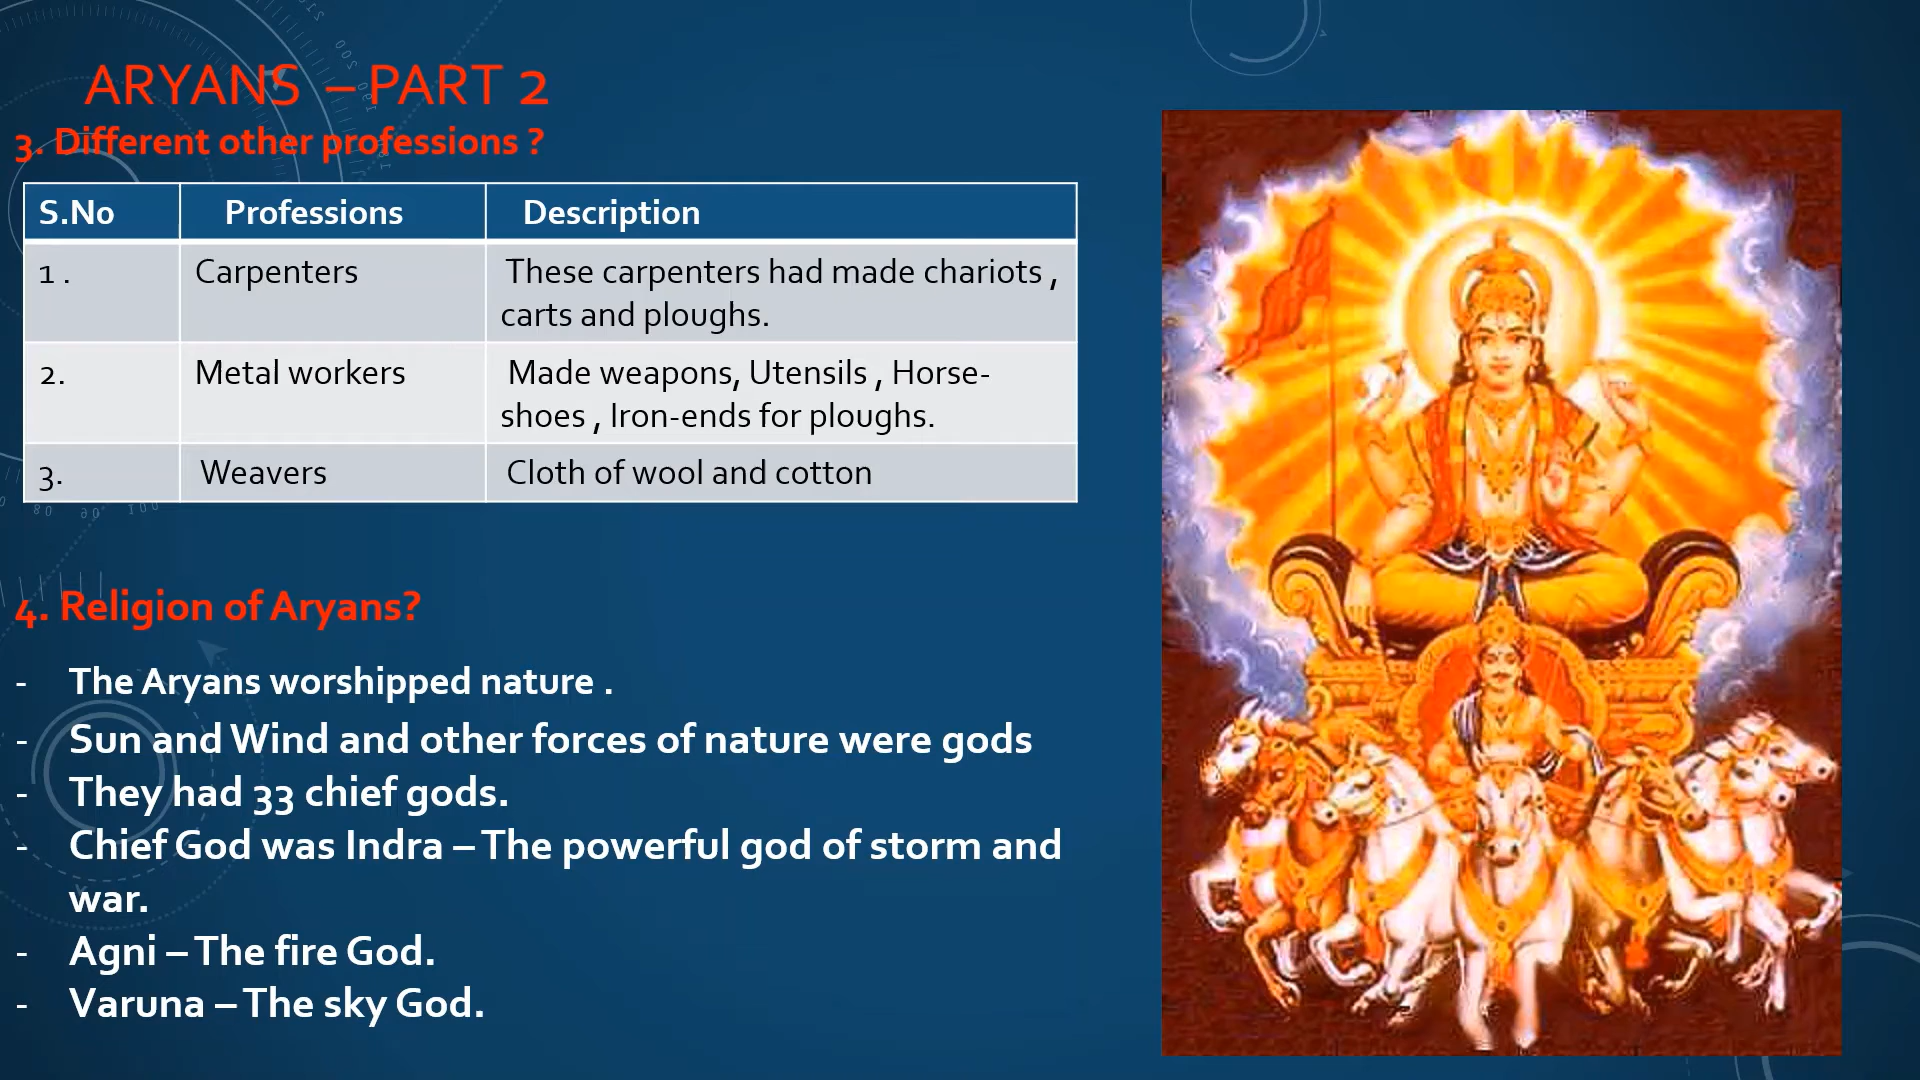 ARYANS – PART 2
3. Different other professions ?
S.No Professions Description
1 . Carpenters These carpenters had made chariots ,
carts and ploughs.
2. Metal workers Made weapons, Utensils , Horse-
shoes , Iron-ends for ploughs.
3. Weavers Cloth of wool and cotton
4. Religion of Aryans?
- The Aryans worshipped nature .
- Sun and Wind and other forces of nature were gods
- They had 33 chief gods.
- Chief God was Indra – The powerful god of storm and
war.
- Agni – The fire God.
- Varuna – The sky God.